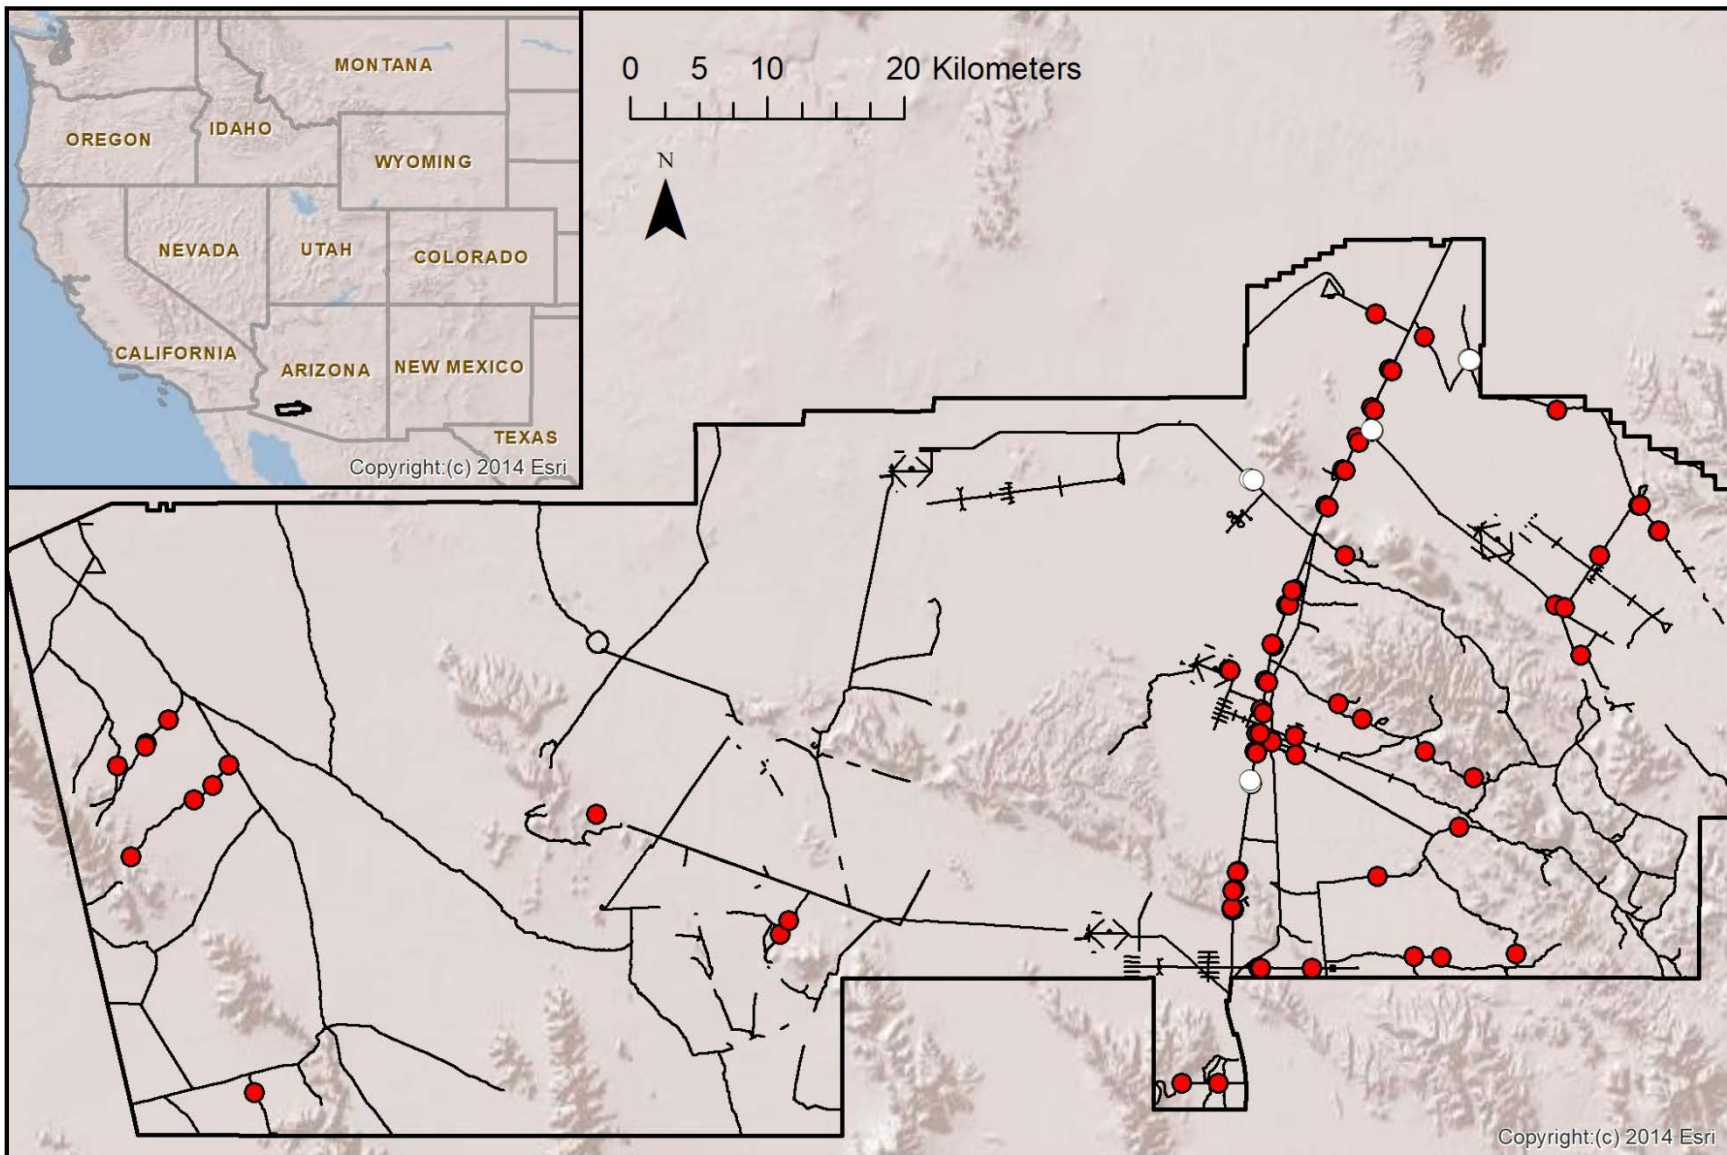 MONTANA
OREGON
IDAHO
WYOMING
NEVADA
UTAH
COLORADO
CALIFORNIA
ARIZONA
NEW MEXICO
TEXAS
Copyright:(c) 2014 Esri
0 5 10 20 Kilometers
N
Copyright:(c) 2014 Esri